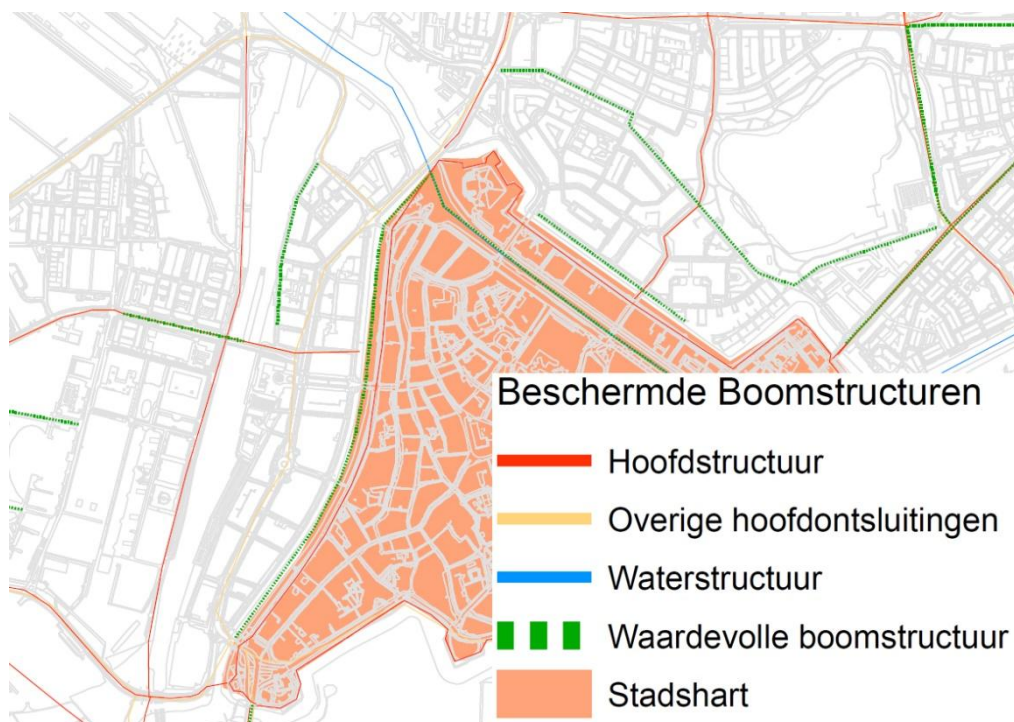 Beschermde Boomstructuren
Hoofdstructuur
Overige hoofdontsluitingen
Waterstructuur
Waardevolle boomstructuur
Stadshart